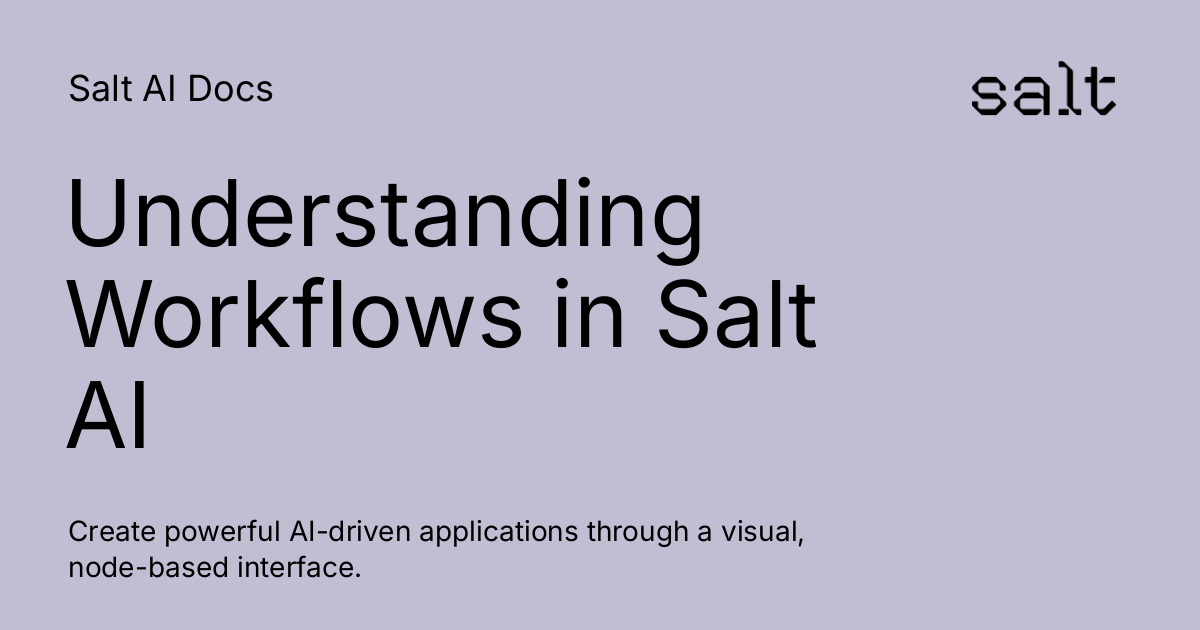 Salt AI Docs
salt
Understanding
Workflows in Salt
AI
Create powerful AI-driven applications through a visual,
node-based interface.